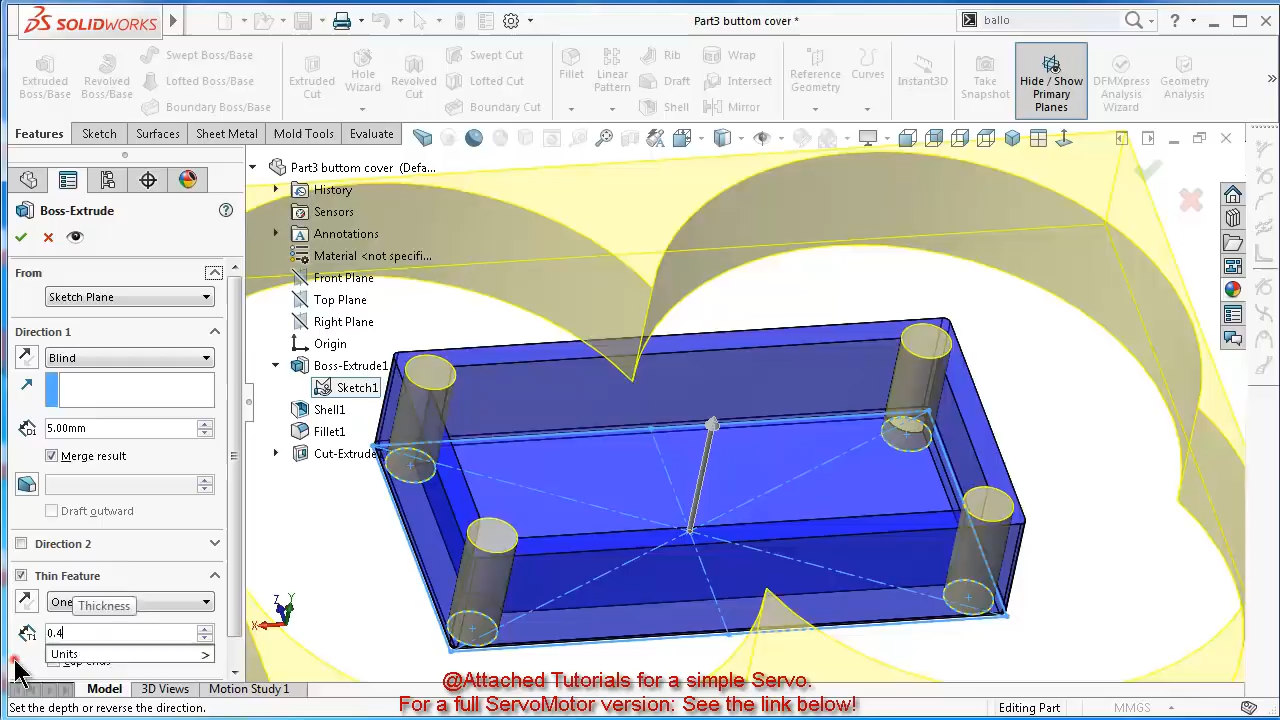 SOLIDWORKS
Part3 buttom cover *
ballo
Extruded Boss/Base
Revolved Boss/Base
Swept Boss/Base
Lofted Boss/Base
Boundary Boss/Base
Extruded Cut
Hole Wizard
Revolved Cut
Swept Cut
Lofted Cut
Boundary Cut
Fillet
Linear Pattern
Rib
Draft
Shell
Wrap
Intersect
Mirror
Reference Geometry
Curves
Instant3D
Take Snapshot
Hide / Show Primary Planes
DFMXpress Analysis Wizard
Geometry Analysis
Features
Sketch
Surfaces
Sheet Metal
Mold Tools
Evaluate
Boss-Extrude
From
Sketch Plane
Direction 1
Blind
5.00mm
Merge result
Draft outward
Direction 2
Thin Feature
One
Thickness
0.4
Units
Part3 buttom cover (Defa...
History
Sensors
Annotations
Material <not specifi...
Front Plane
Top Plane
Right Plane
Origin
Boss-Extrude1
Sketch1
Shell1
Fillet1
Cut-Extrude
Z
Y
X
@Attached Tutorials for a simple Servo.
For a full ServoMotor version: See the link below!
Model
3D Views
Motion Study 1
Set the depth or reverse the direction.
Editing Part
MMGS